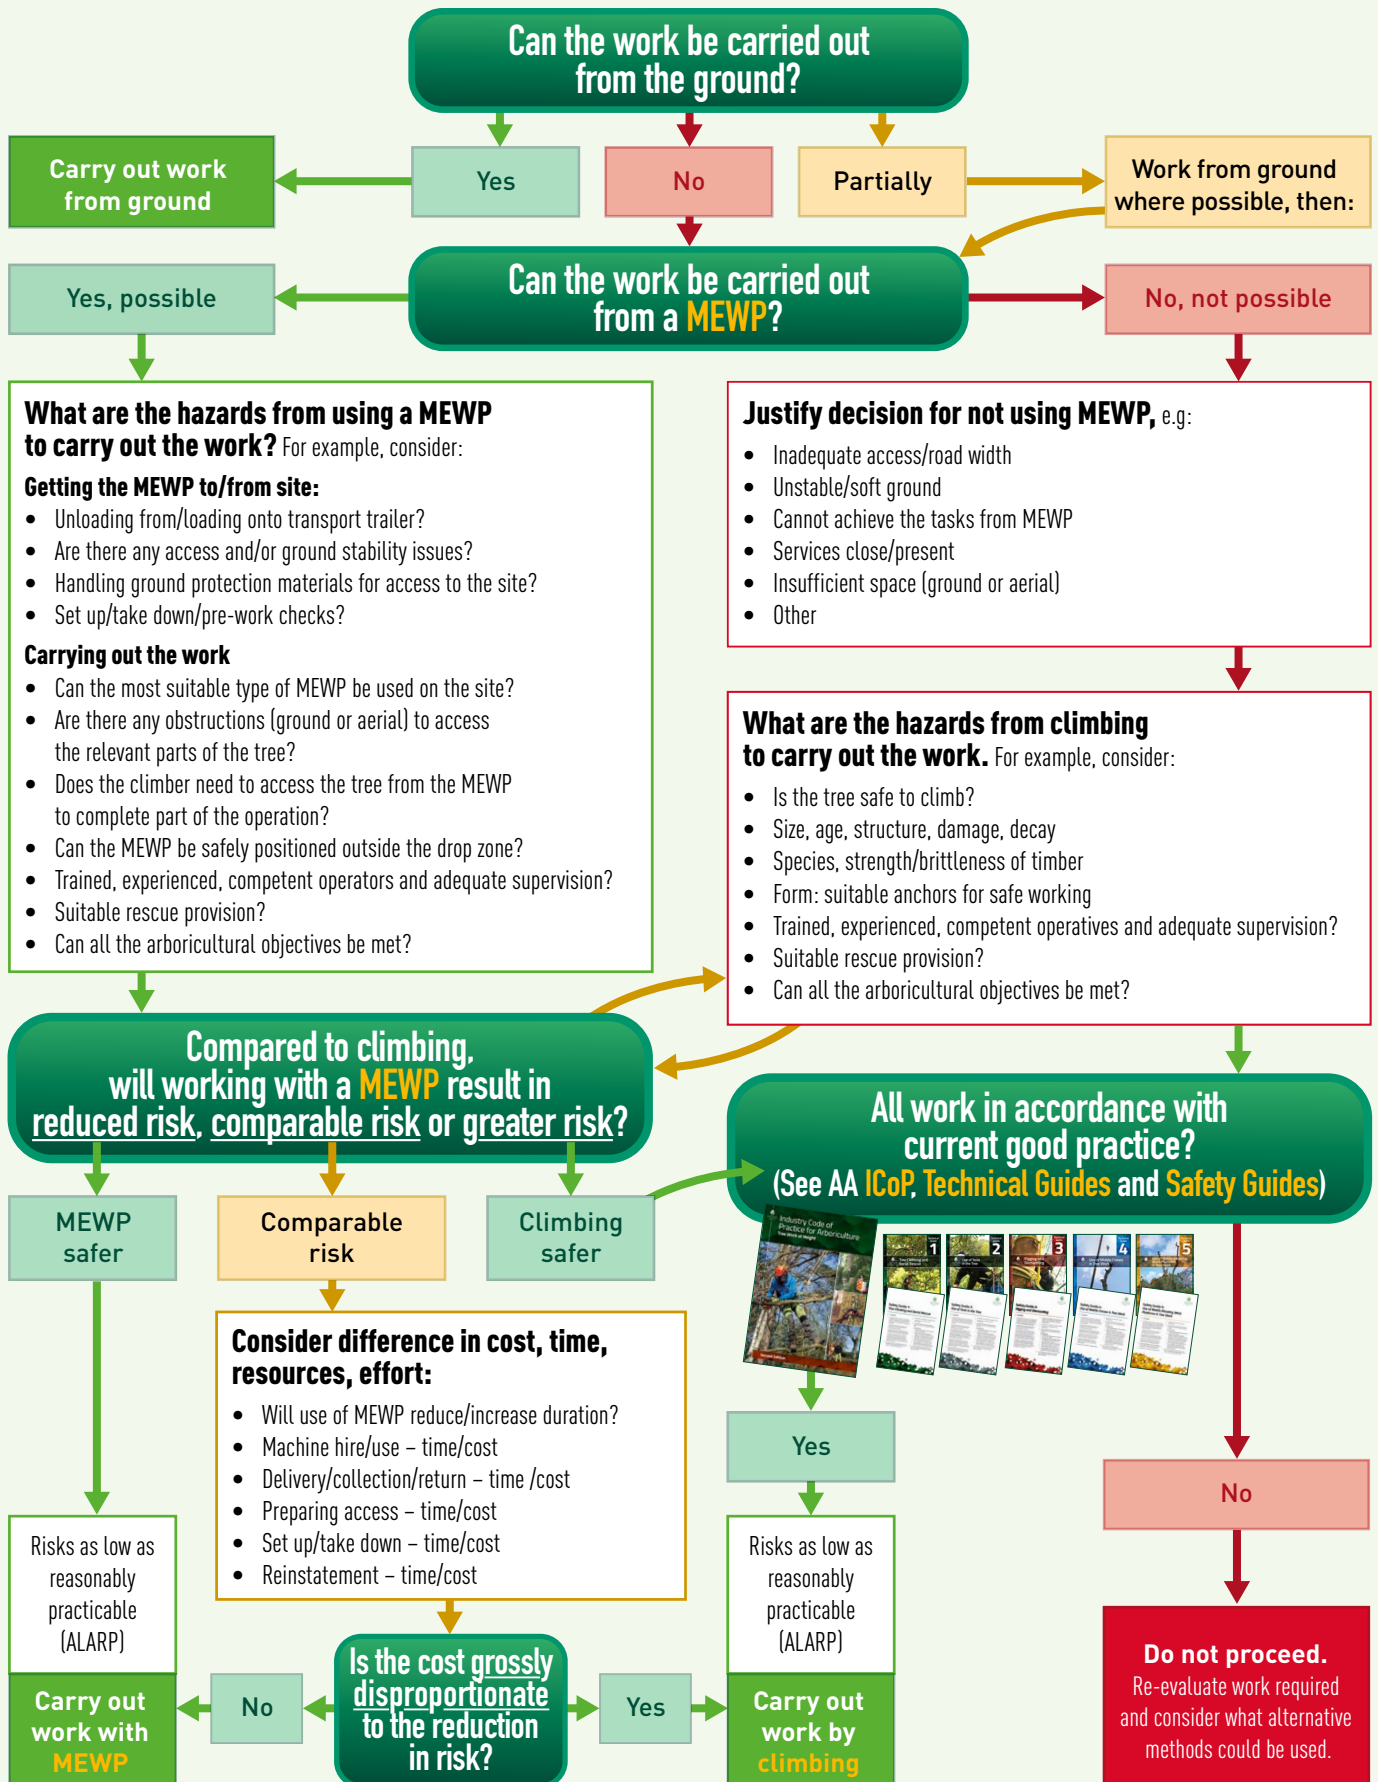 Can the work be carried out
from the ground?
Carry out work
from ground
Yes
No
Partially
Work from ground
where possible, then:
Can the work be carried out
from a MEWP?
Yes, possible
No, not possible
What are the hazards from using a MEWP
to carry out the work? For example, consider:
Getting the MEWP to/from site:
• Unloading from/loading onto transport trailer?
• Are there any access and/or ground stability issues?
• Handling ground protection materials for access to the site?
• Set up/take down/pre-work checks?
Carrying out the work
• Can the most suitable type of MEWP be used on the site?
• Are there any obstructions (ground or aerial) to access
the relevant parts of the tree?
• Does the climber need to access the tree from the MEWP
to complete part of the operation?
• Can the MEWP be safely positioned outside the drop zone?
• Trained, experienced, competent operators and adequate supervision?
• Suitable rescue provision?
• Can all the arboricultural objectives be met?
Justify decision for not using MEWP, e.g:
• Inadequate access/road width
• Unstable/soft ground
• Cannot achieve the tasks from MEWP
• Services close/present
• Insufficient space (ground or aerial)
• Other
What are the hazards from climbing
to carry out the work. For example, consider:
• Is the tree safe to climb?
• Size, age, structure, damage, decay
• Species, strength/brittleness of timber
• Form: suitable anchors for safe working
• Trained, experienced, competent operatives and adequate supervision?
• Suitable rescue provision?
• Can all the arboricultural objectives be met?
Compared to climbing,
will working with a MEWP result in
reduced risk, comparable risk or greater risk?
All work in accordance with
current good practice?
(See AA ICoP, Technical Guides and Safety Guides)
MEWP
safer
Comparable
risk
Climbing
safer
Industry Code of
Practice for Arboriculture
Tree Work at Height
1
2
3
4
5
Consider difference in cost, time,
resources, effort:
• Will use of MEWP reduce/increase duration?
• Machine hire/use – time/cost
• Delivery/collection/return – time /cost
• Preparing access – time/cost
• Set up/take down – time/cost
• Reinstatement – time/cost
Yes
No
Risks as low as
reasonably
practicable
(ALARP)
Carry out
work with
MEWP
No
Is the cost grossly
disproportionate
to the reduction
in risk?
Yes
Risks as low as
reasonably
practicable
(ALARP)
Carry out
work by
climbing
Do not proceed.
Re-evaluate work required
and consider what alternative
methods could be used.